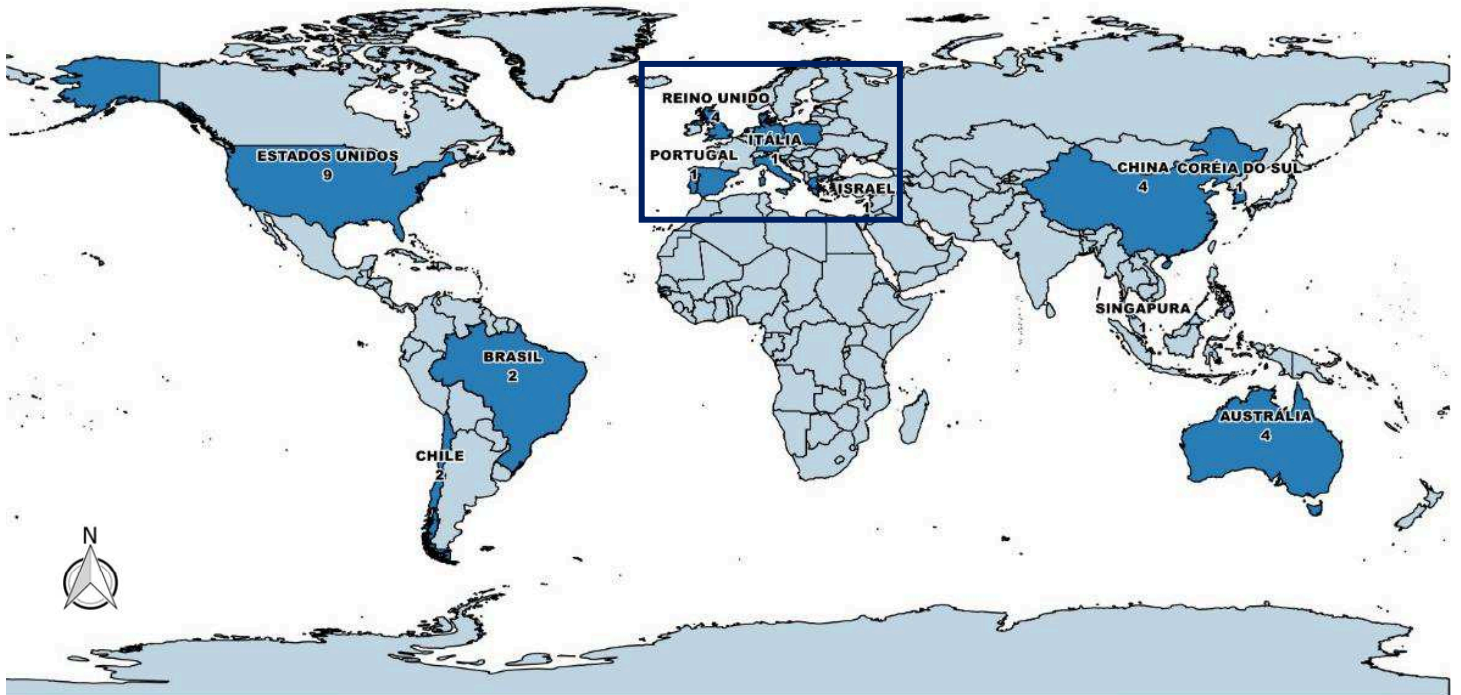 REINO UNIDO
4
ITÁLIA
1
PORTUGAL
1
ISRAEL
1
ESTADOS UNIDOS
9
CHINA
4
CORÉIA DO SUL
1
SINGAPURA
1
BRASIL
2
AUSTRÁLIA
4
CHILE
2
N